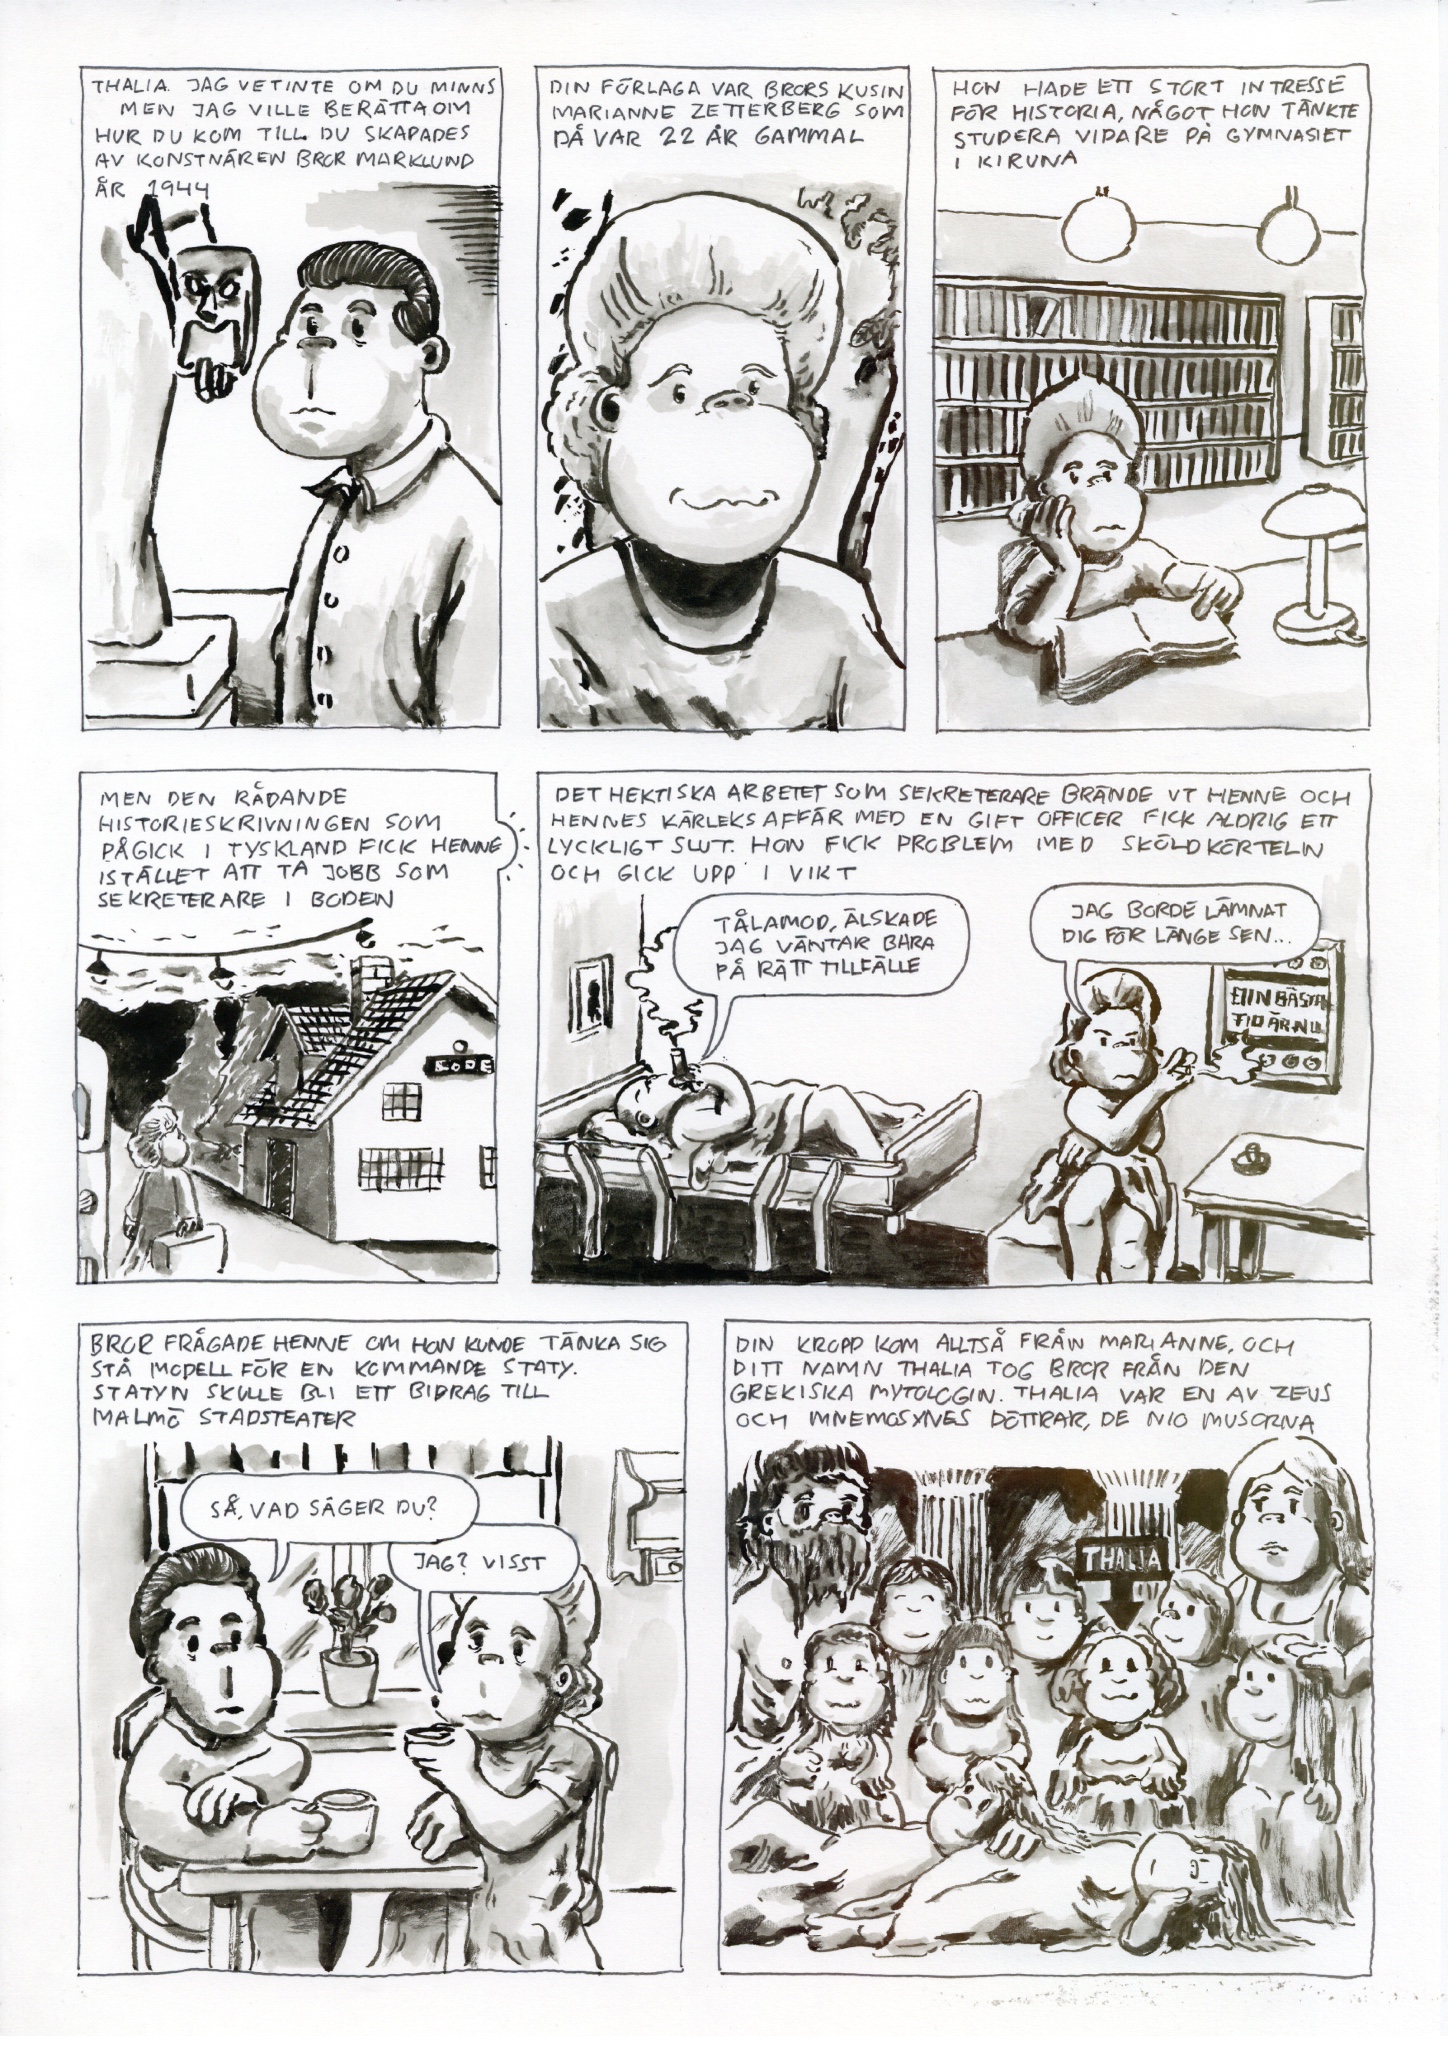 THALIA. JAG VET INTE OM DU MINNS
MEN JAG VILLE BERÄTTA OM
HUR DU KOM TILL. DU SKAPADES
AV KONSTNÄREN BROR MARKLUND
ÅR 1944
DIN FÖRLAGA VAR BRORS KUSIN
MARIANNE ZETTERBERG SOM
DÅ VAR 22 ÅR GAMMAL
HON HADE ETT STORT INTRESSE
FÖR HISTORIA, NÅGOT HON TÄNKTE
STUDERA VIDARE PÅ GYMNASIET
I KIRUNA
MEN DEN RÅDANDE
HISTORIESKRIVNINGEN SOM
PÅGICK I TYSKLAND FICK HENNE
ISTÄLLET ATT TA JOBB SOM
SEKRETERARE I BODEN
BODE
DET HEKTISKA ARBETET SOM SEKRETERARE BRÄNDE UT HENNE OCH
HENNES KÄRLEKSAFFÄR MED EN GIFT OFFICER FICK ALDRIG ETT
LYCKLIGT SLUT. HON FICK PROBLEM MED SKÖLDKÖRTELN
OCH GICK UPP I VIKT
TÅLAMOD, ÄLSKADE
JAG VÄNTAR BARA
PÅ RÄTT TILLFÄLLE
JAG BORDE LÄMNAT
DIG FÖR LÄNGE SEN...
DIN BÄSTA
TID ÄR NU
BROR FRÅGADE HENNE OM HON KUNDE TÄNKA SIG
STÅ MODELL FÖR EN KOMMANDE STATY.
STATYN SKULLE BLI ETT BIDRAG TILL
MALMÖ STADSTEATER
SÅ, VAD SÄGER DU?
JAG? VISST
DIN KROPP KOM ALLTSÅ FRÅN MARIANNE, OCH
DITT NAMN THALIA TOG BROR FRÅN DEN
GREKISKA MYTOLOGIN. THALIA VAR EN AV ZEUS
OCH MNEMOSYNES DÖTTRAR, DE NIO MUSORNA
THALIA